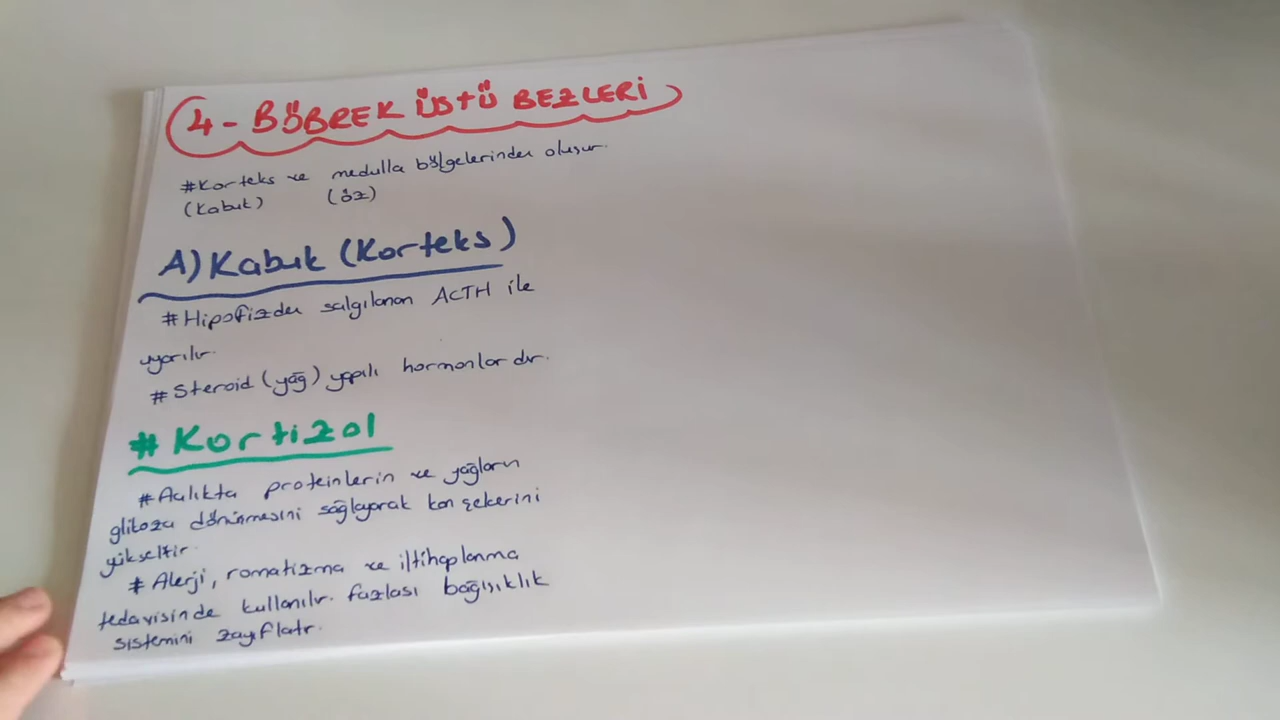 4- BÖBREK ÜSTÜ BEZLERİ
#Korteks ve medulla bölgelerinden oluşur.
(Kabuk) (öz)
A) Kabuk (Korteks)
#Hipofizden salgılanan ACTH ile
uyarılır.
#Steroid (yağ) yapılı hormonlardır.
#Kortizol
#Açlıkta proteinlerin ve yağların
glikoza dönüşmesini sağlayarak kan şekerini
yükseltir.
#Alerji, romatizma ve iltihaplanma
tedavisinde kullanılır. fazlası bağışıklık
sistemini zayıflatır.